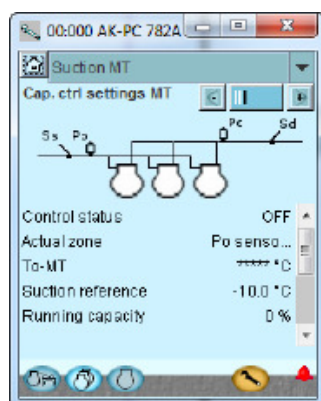 00:000 AK-PC 782A
Suction MT
Cap. ctrl settings MT
Ss Po Pc Sd
Control status OFF
Actual zone Po senso...
To-MT ***** °C
Suction reference -10.0 °C
Running capacity 0 %